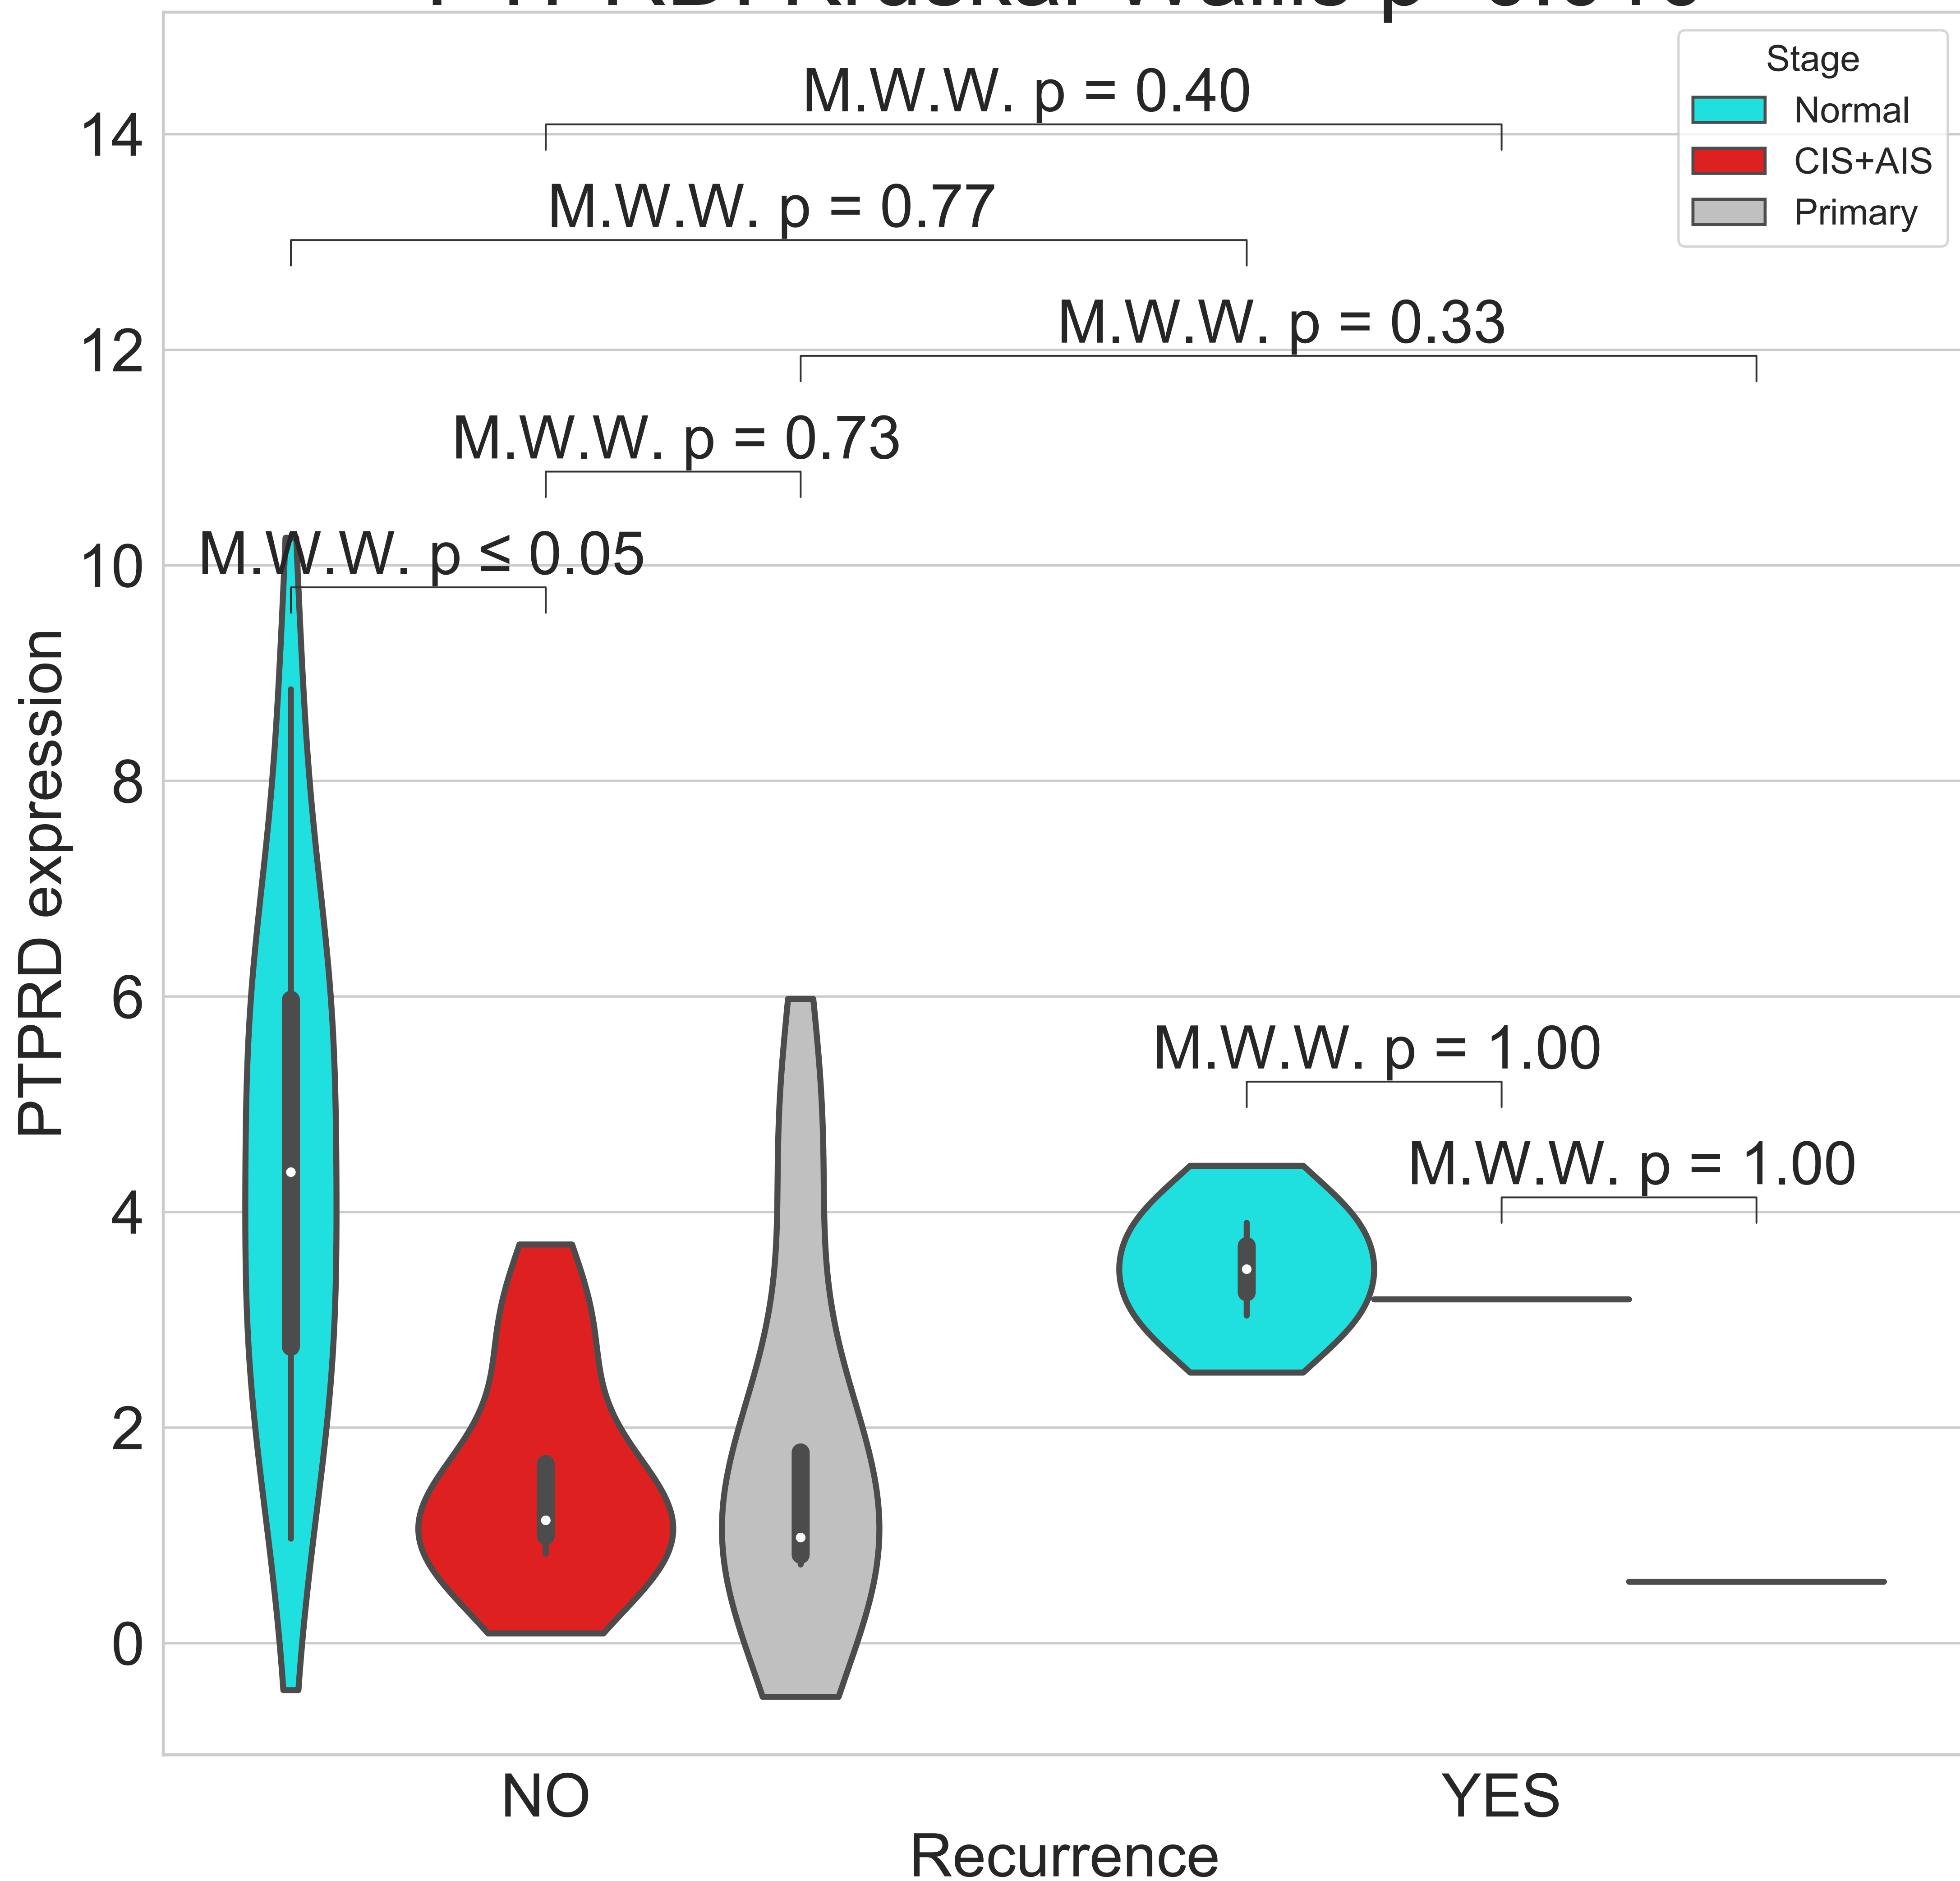 Stage
Normal
CIS+AIS
Primary
M.W.W. p = 0.40
M.W.W. p = 0.77
M.W.W. p = 0.33
M.W.W. p = 0.73
M.W.W. p ≤ 0.05
M.W.W. p = 1.00
M.W.W. p = 1.00
14
12
10
8
6
4
2
0
PTPRD expression
NO
YES
Recurrence